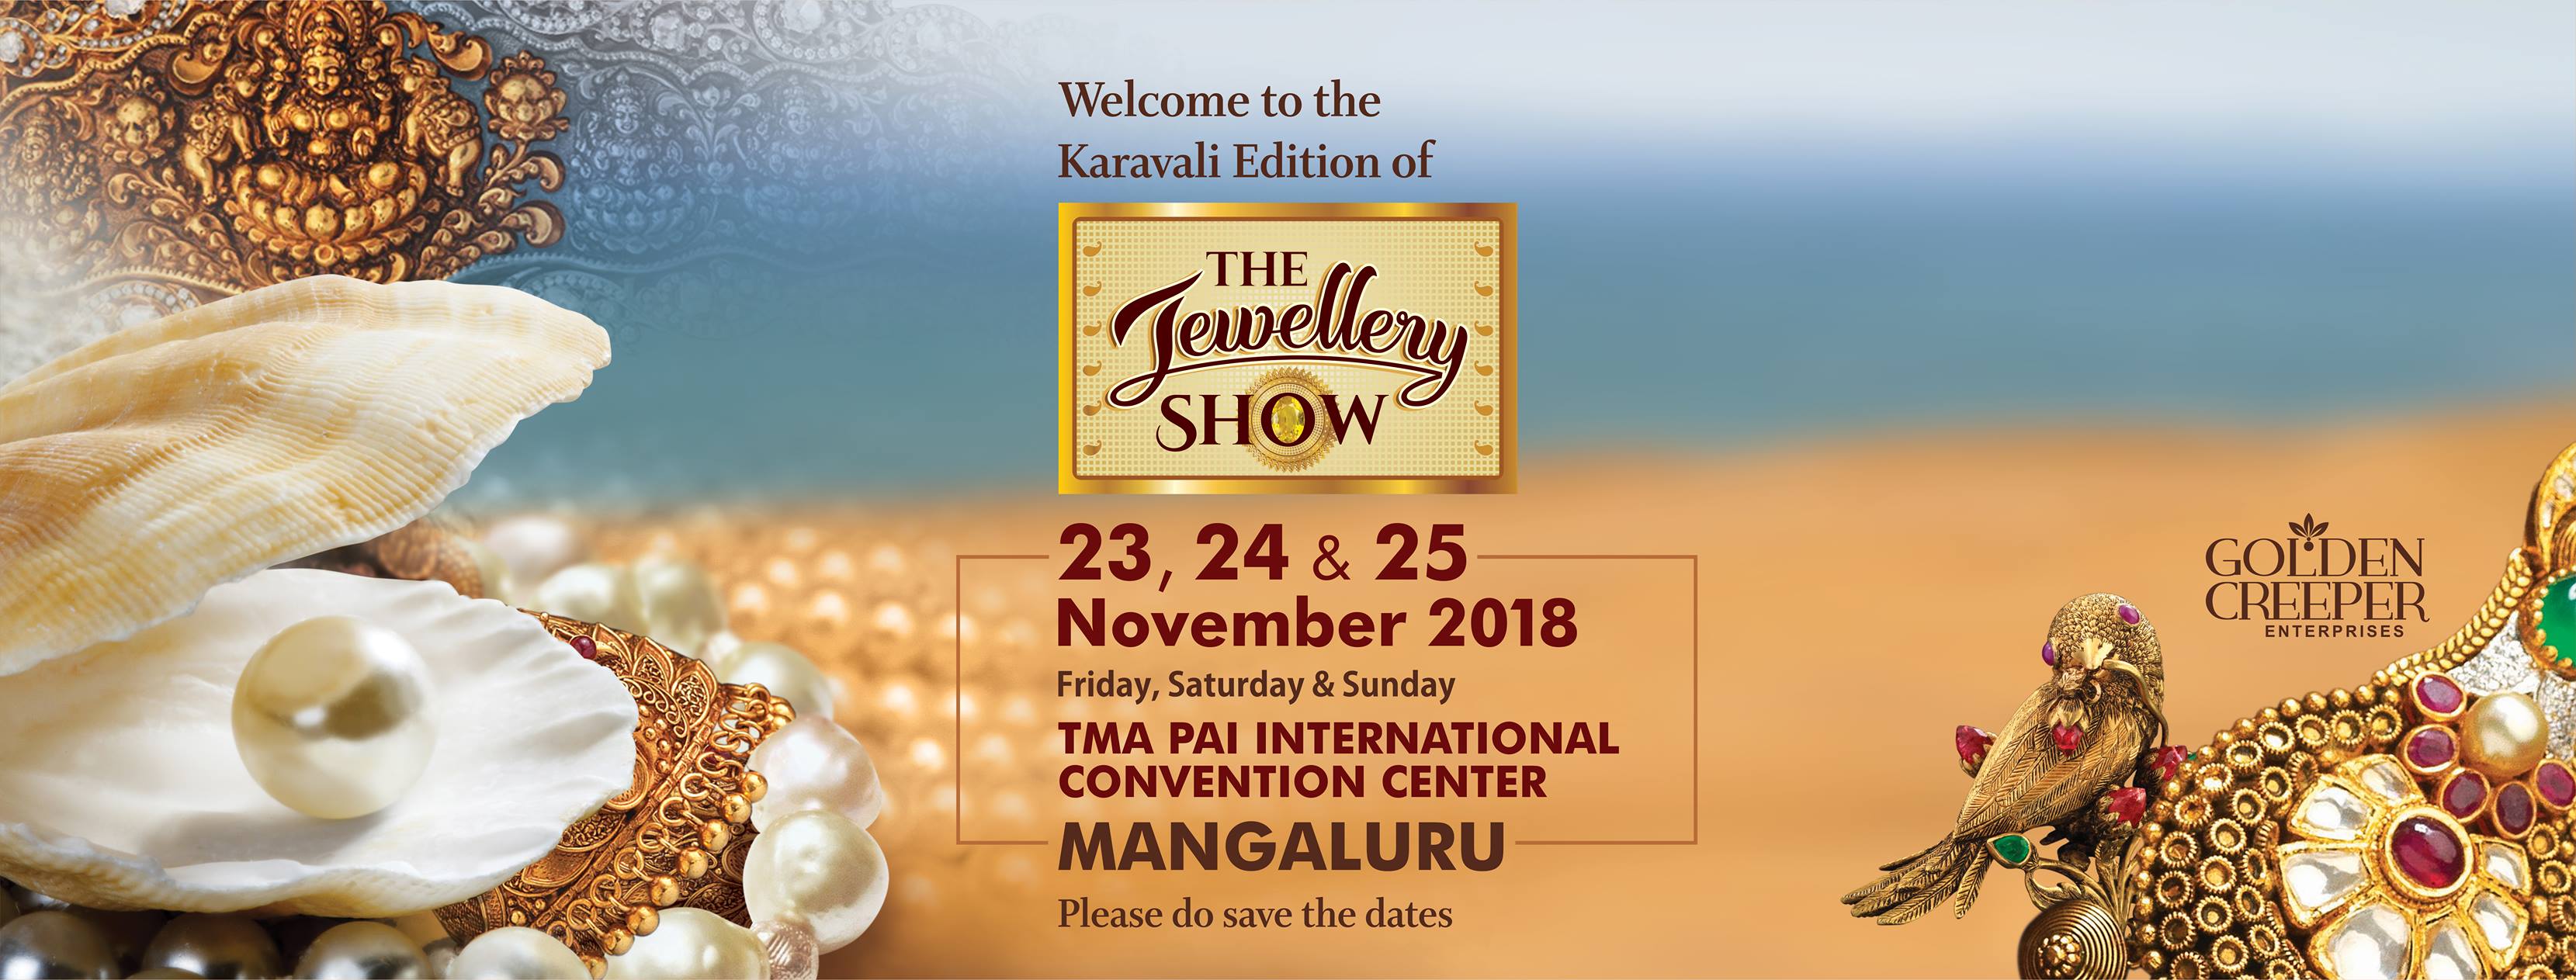 Welcome to the
Karavali Edition of
THE
Jewellery
SHOW
23, 24 & 25
November 2018
Friday, Saturday & Sunday
TMA PAI INTERNATIONAL
CONVENTION CENTER
MANGALURU
Please do save the dates
GOLDEN
CREEPER
ENTERPRISES